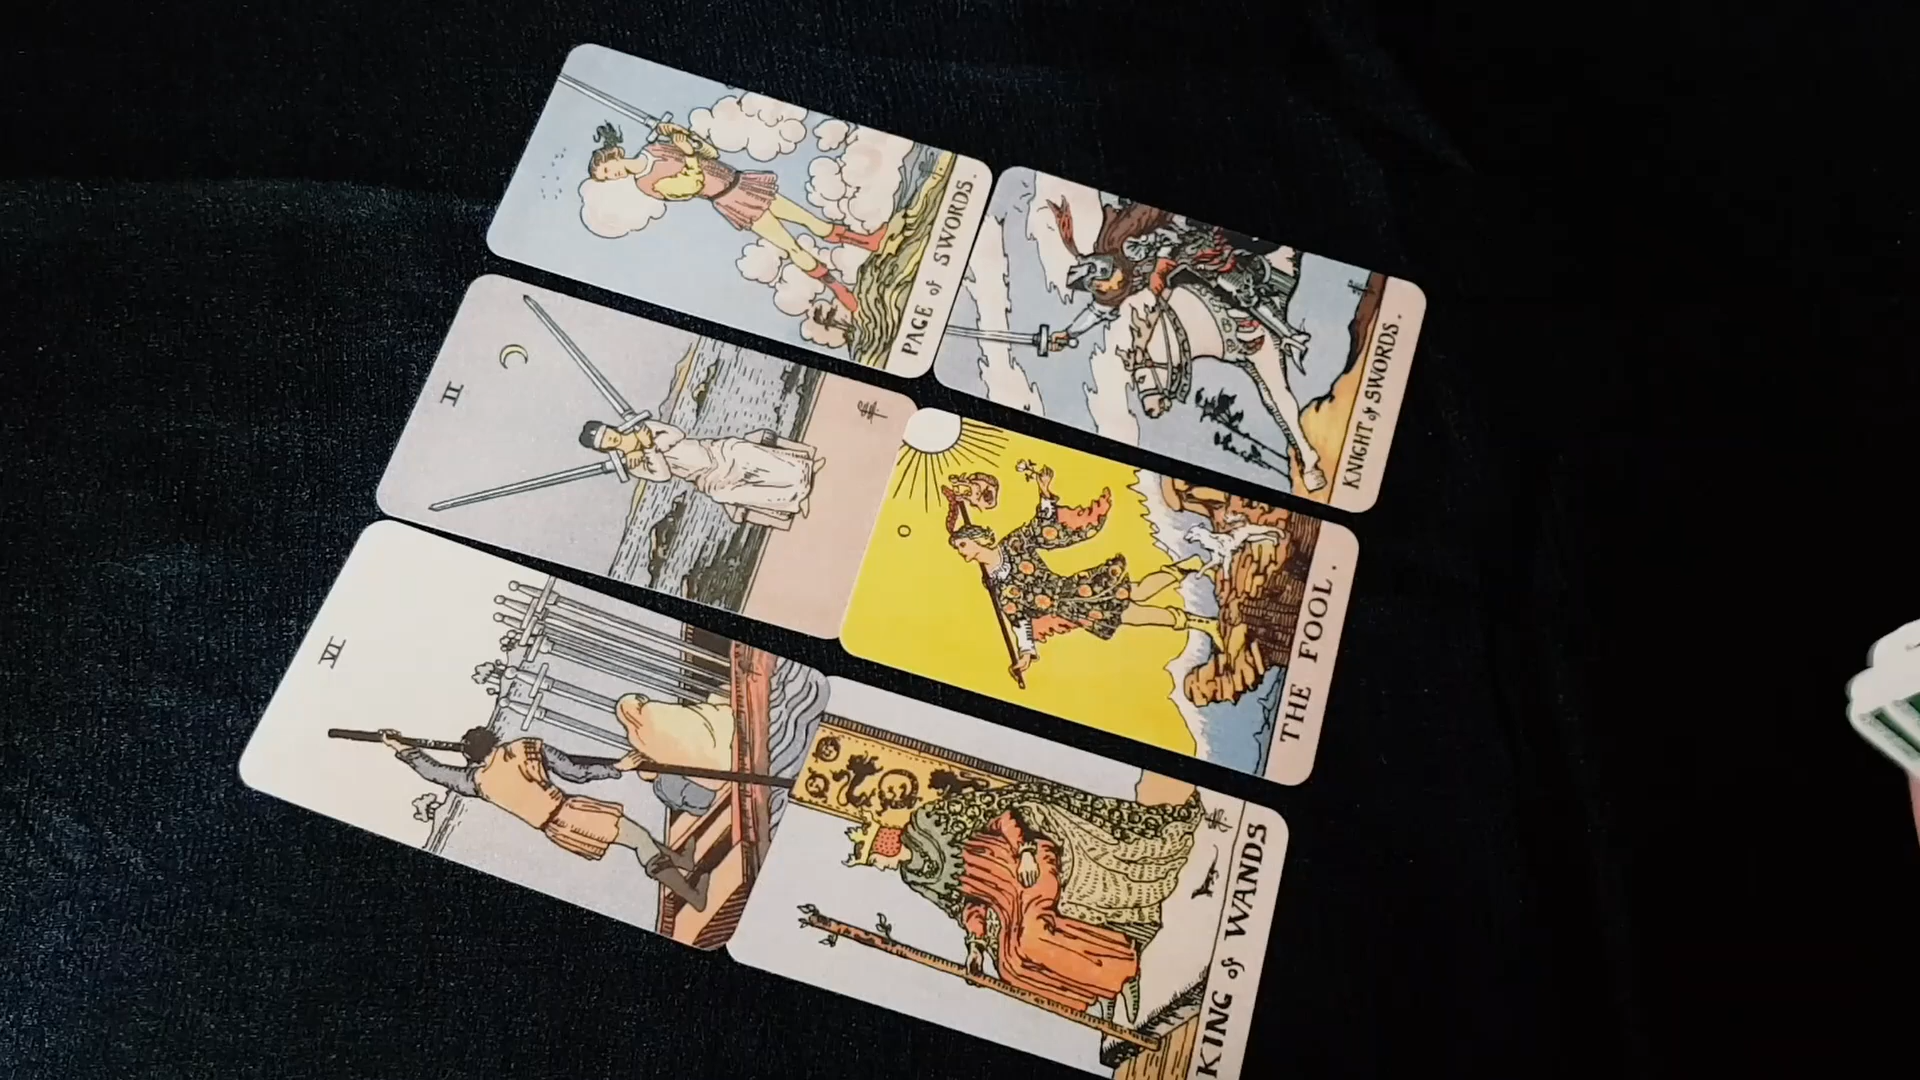 PAGE of SWORDS.
KNIGHT of SWORDS.
II
O
THE FOOL.
VI
KING of WANDS